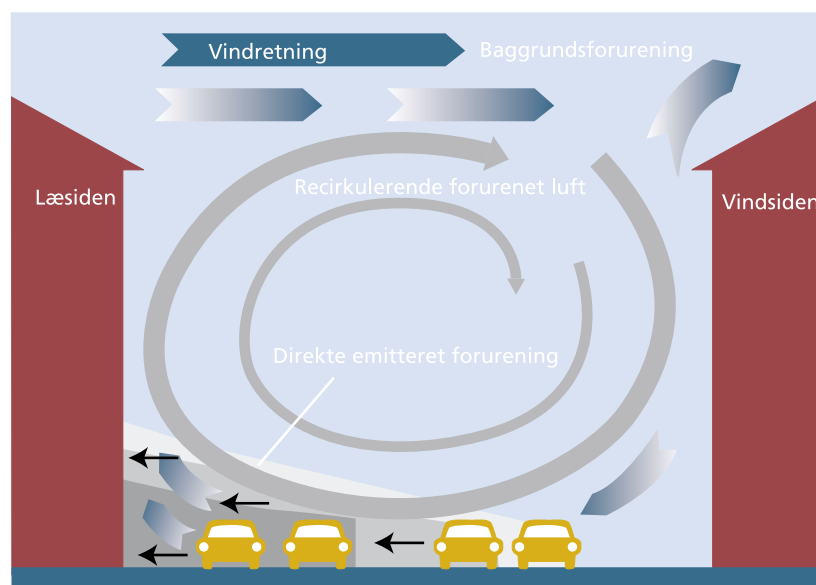 Vindretning
Baggrundsforurening
Recirkulerende forurenet luft
Læsiden
Vindsiden
Direkte emitteret forurening